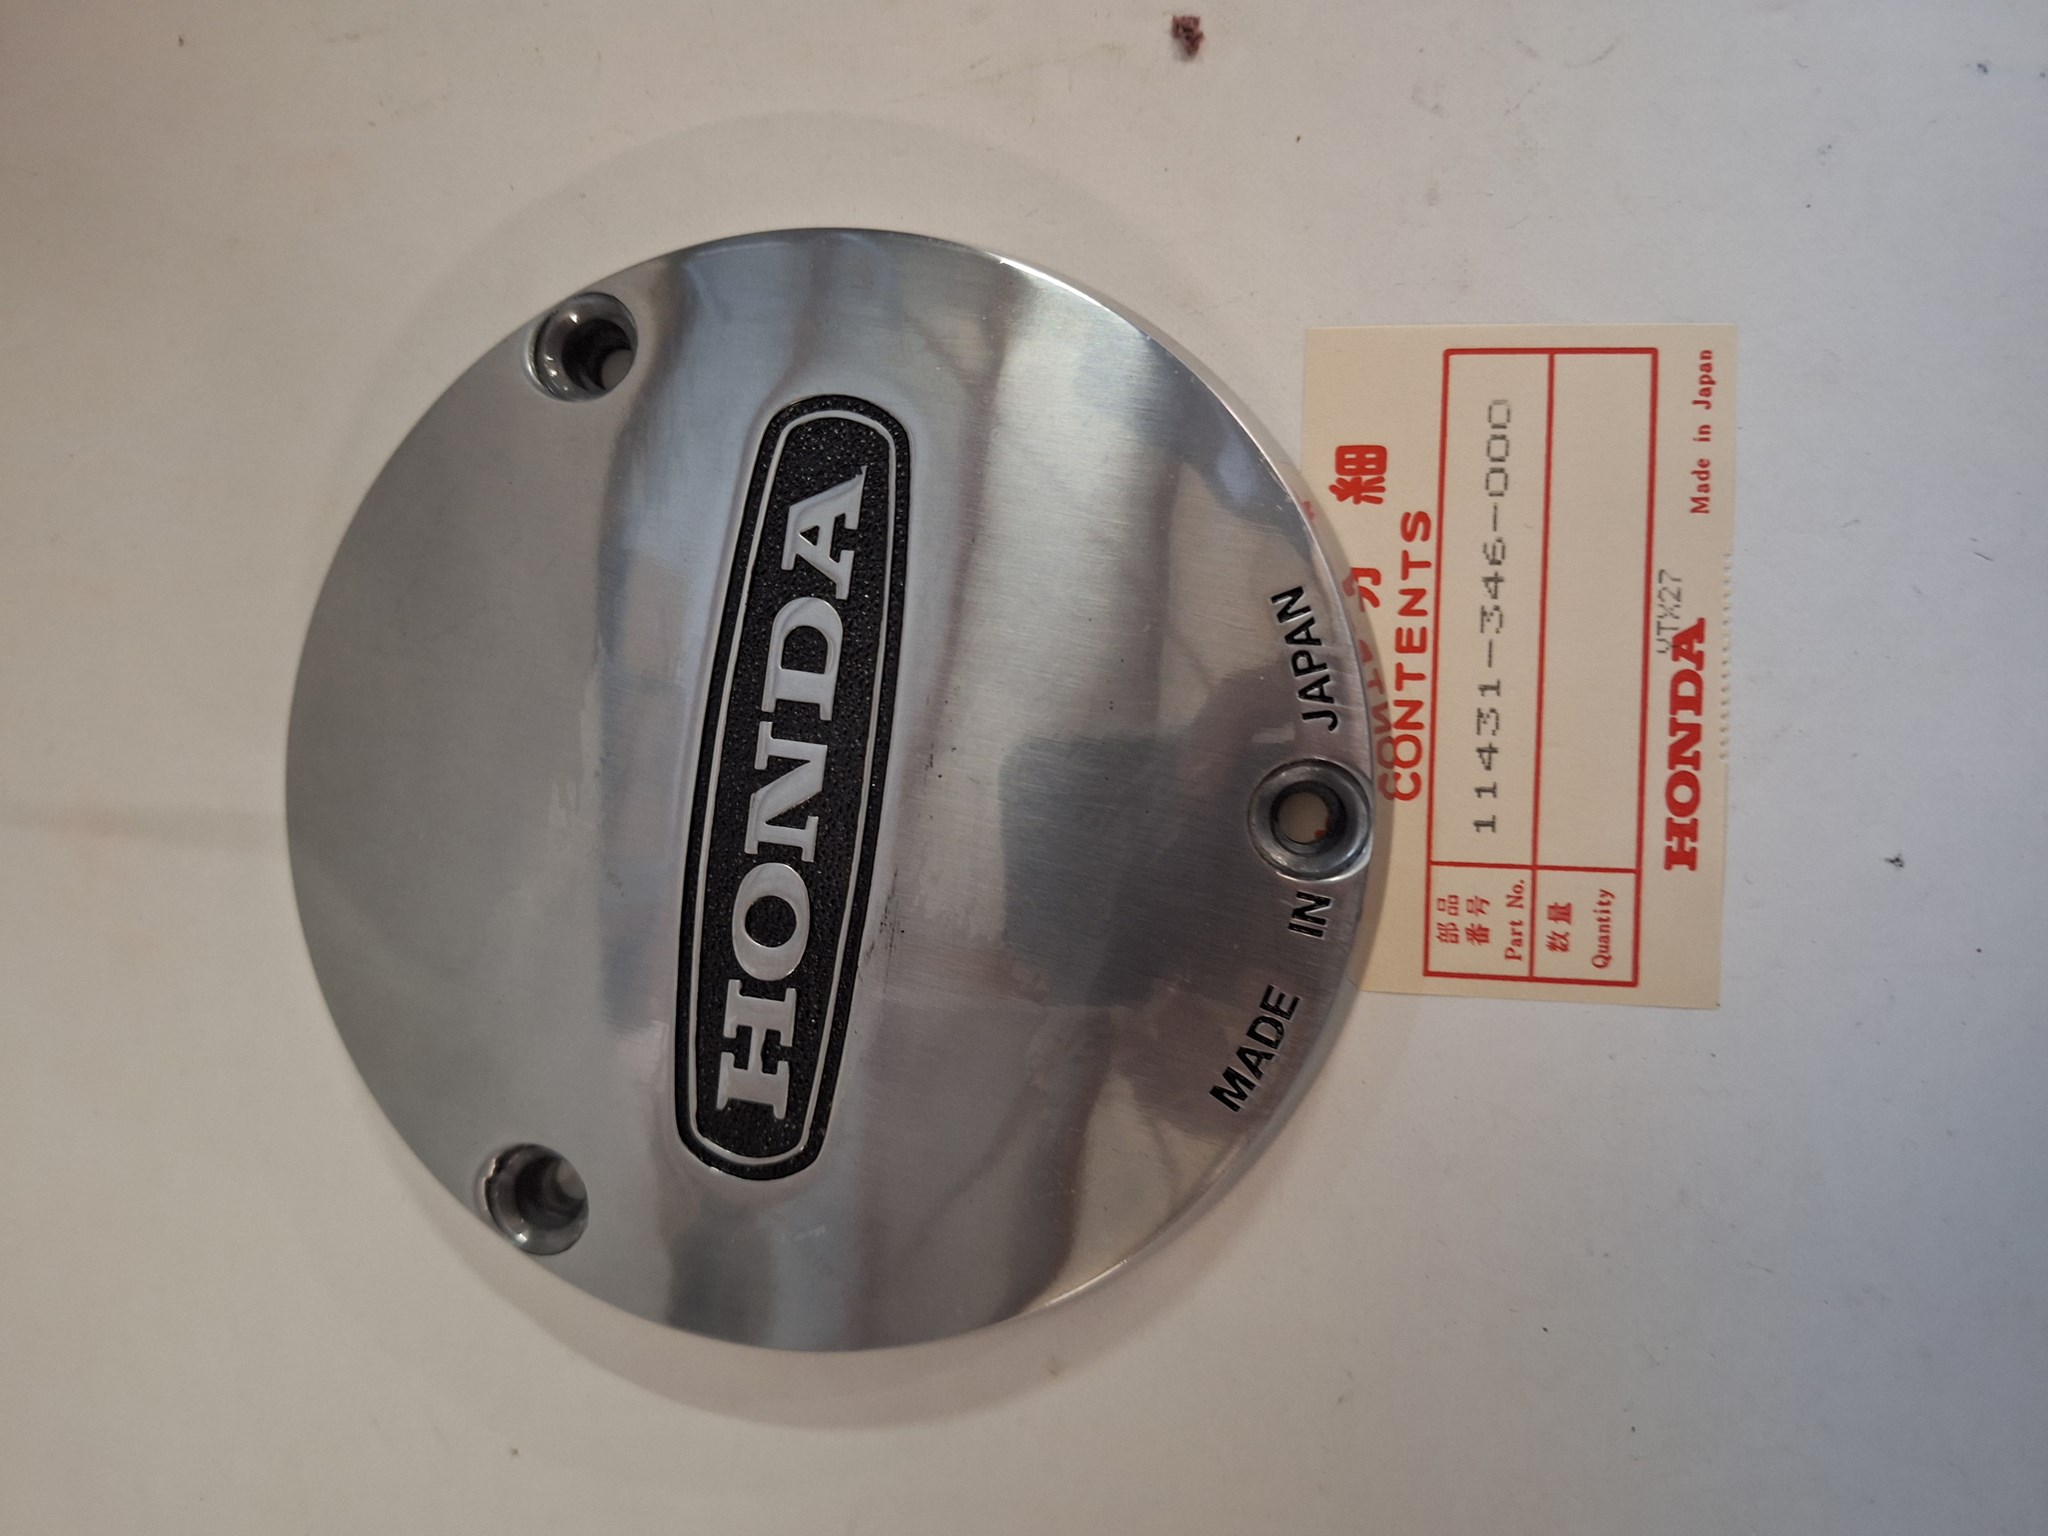 HONDA
MADE IN JAPAN
細
CONTENTS
部品
番号
Part No.
11431-346-000
数量
Quantity
HONDA
Made in Japan